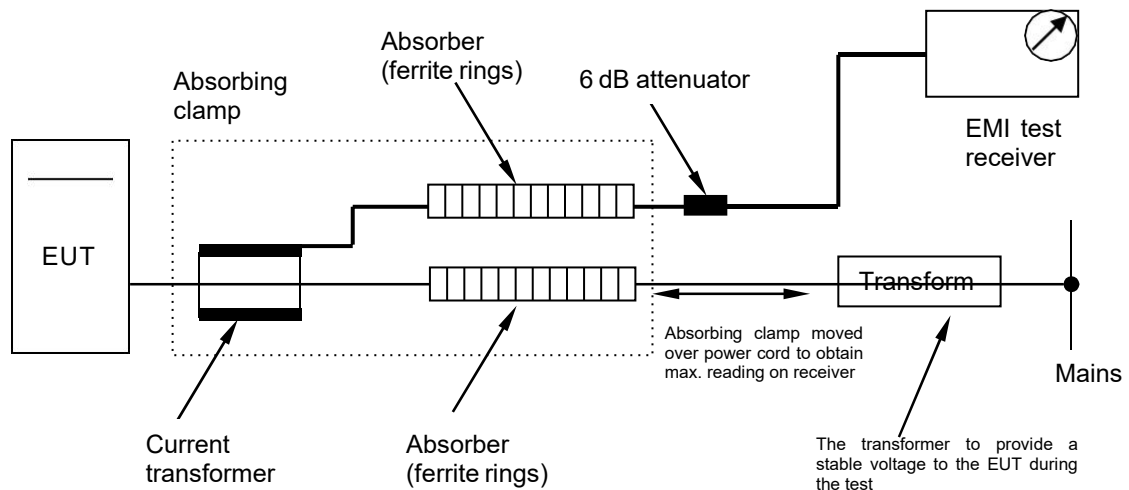 Absorber
(ferrite rings)
6 dB attenuator
Absorbing
clamp
EMI test
receiver
EUT
Transform
Absorbing clamp moved
over power cord to obtain
max. reading on receiver
Mains
Current
transformer
Absorber
(ferrite rings)
The transformer to provide a
stable voltage to the EUT during
the test